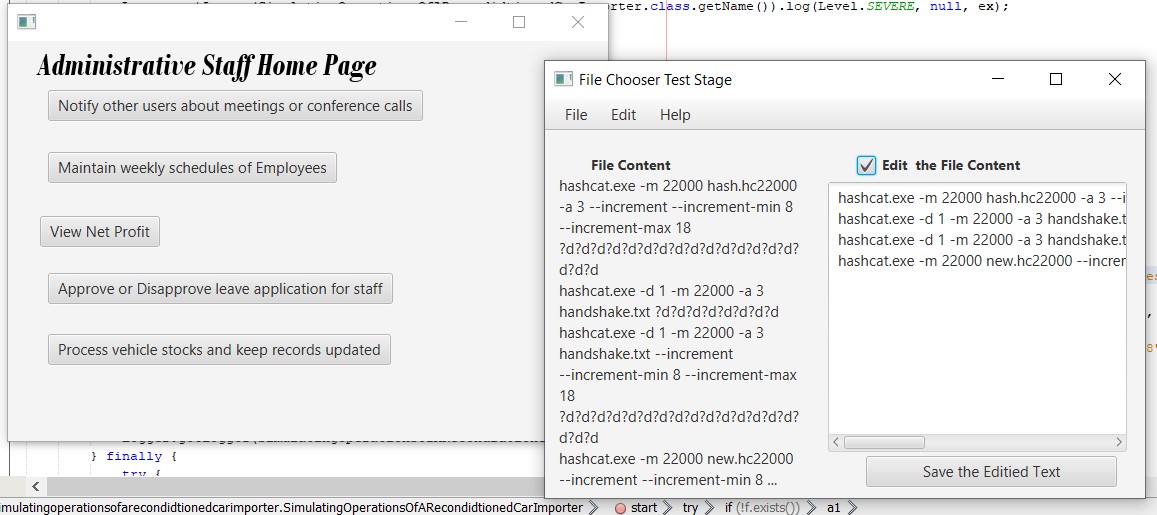 .class.getName()).log(Level.SEVERE, null, ex);
Administrative Staff Home Page
Notify other users about meetings or conference calls
Maintain weekly schedules of Employees
View Net Profit
Approve or Disapprove leave application for staff
Process vehicle stocks and keep records updated
File Chooser Test Stage
File Edit Help
File Content
hashcat.exe -m 22000 hash.hc22000
-a 3 --increment --increment-min 8
--increment-max 18
?d?d?d?d?d?d?d?d?d?d?d?d?d?d?d?
d?d?d
hashcat.exe -d 1 -m 22000 -a 3
handshake.txt ?d?d?d?d?d?d?d?d
hashcat.exe -d 1 -m 22000 -a 3
handshake.txt --increment
--increment-min 8 --increment-max
18
?d?d?d?d?d?d?d?d?d?d?d?d?d?d?d?
d?d?d
hashcat.exe -m 22000 new.hc22000
--increment --increment-min 8 ...
Edit the File Content
hashcat.exe -m 22000 hash.hc22000 -a 3 --i
hashcat.exe -d 1 -m 22000 -a 3 handshake.t
hashcat.exe -d 1 -m 22000 -a 3 handshake.t
hashcat.exe -m 22000 new.hc22000 --increr
Save the Editied Text
} finally {
try {
imulatingoperationsofarecondidtionedcarimporter.SimulatingOperationsOfARecondidtionedCarImporter
start
try
if (!f.exists())
a1